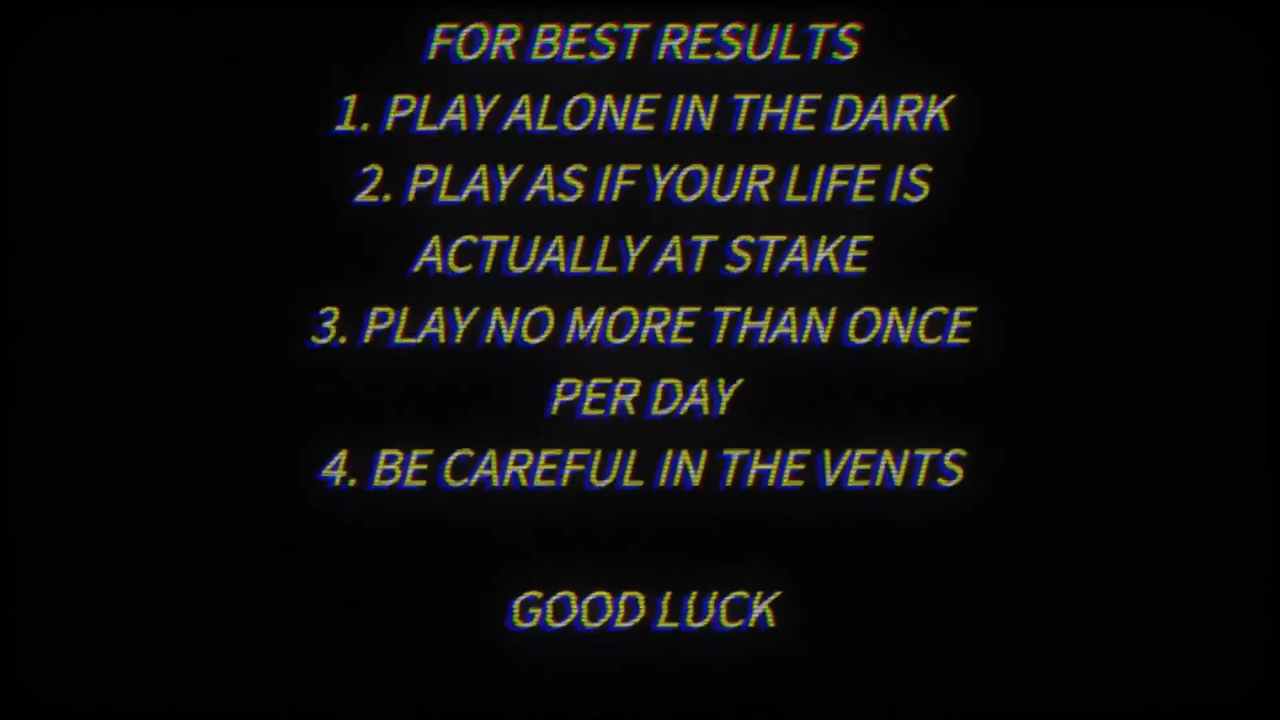 FOR BEST RESULTS
1. PLAY ALONE IN THE DARK
2. PLAY AS IF YOUR LIFE IS
ACTUALLY AT STAKE
3. PLAY NO MORE THAN ONCE
PER DAY
4. BE CAREFUL IN THE VENTS
GOOD LUCK